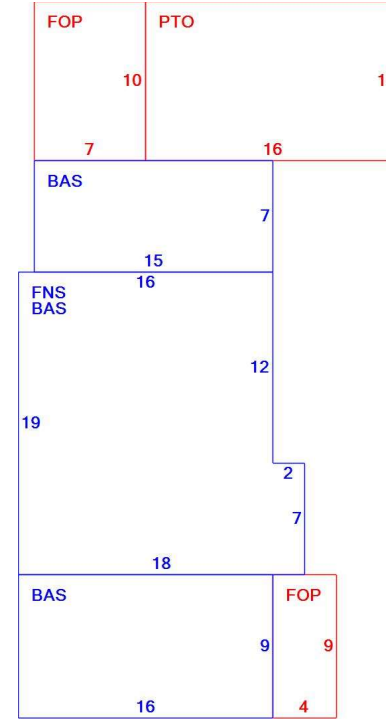 FOP PTO
10 1
7 16
BAS
7
15
16
FNS
BAS
12
19
2
7
18
BAS FOP
9 9
16 4